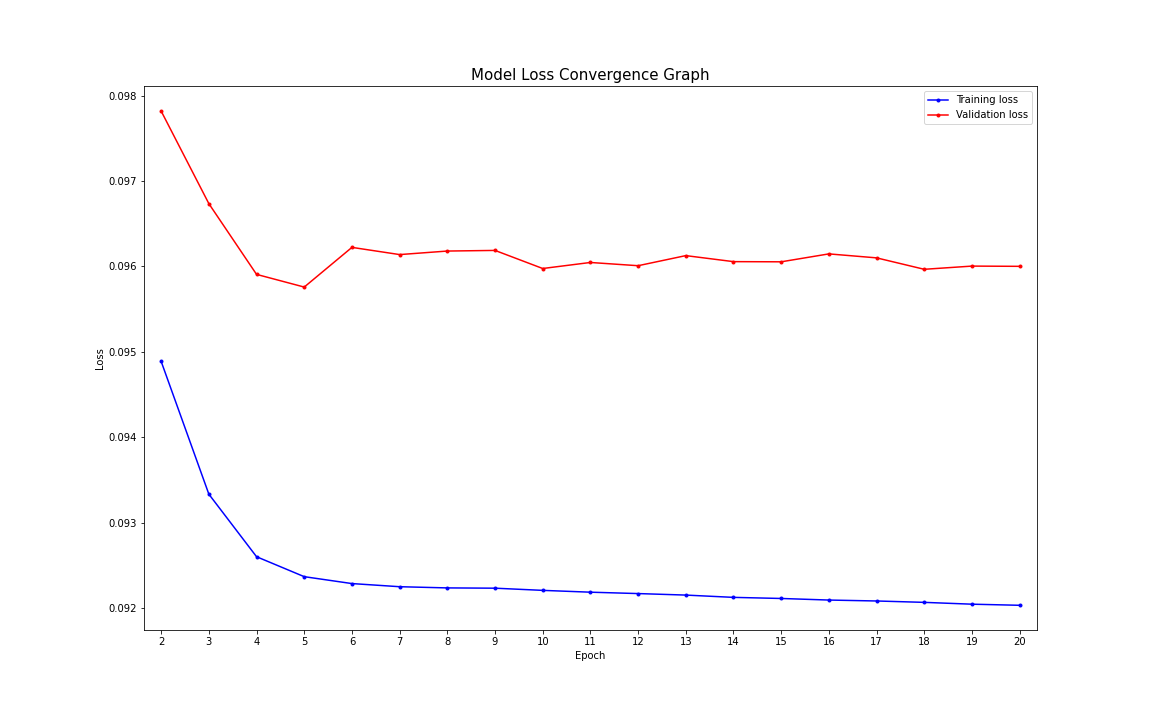 Model Loss Convergence Graph
Training loss
Validation loss
0.098
0.097
0.096
0.095
0.094
0.093
0.092
Loss
2 3 4 5 6 7 8 9 10 11 12 13 14 15 16 17 18 19 20
Epoch